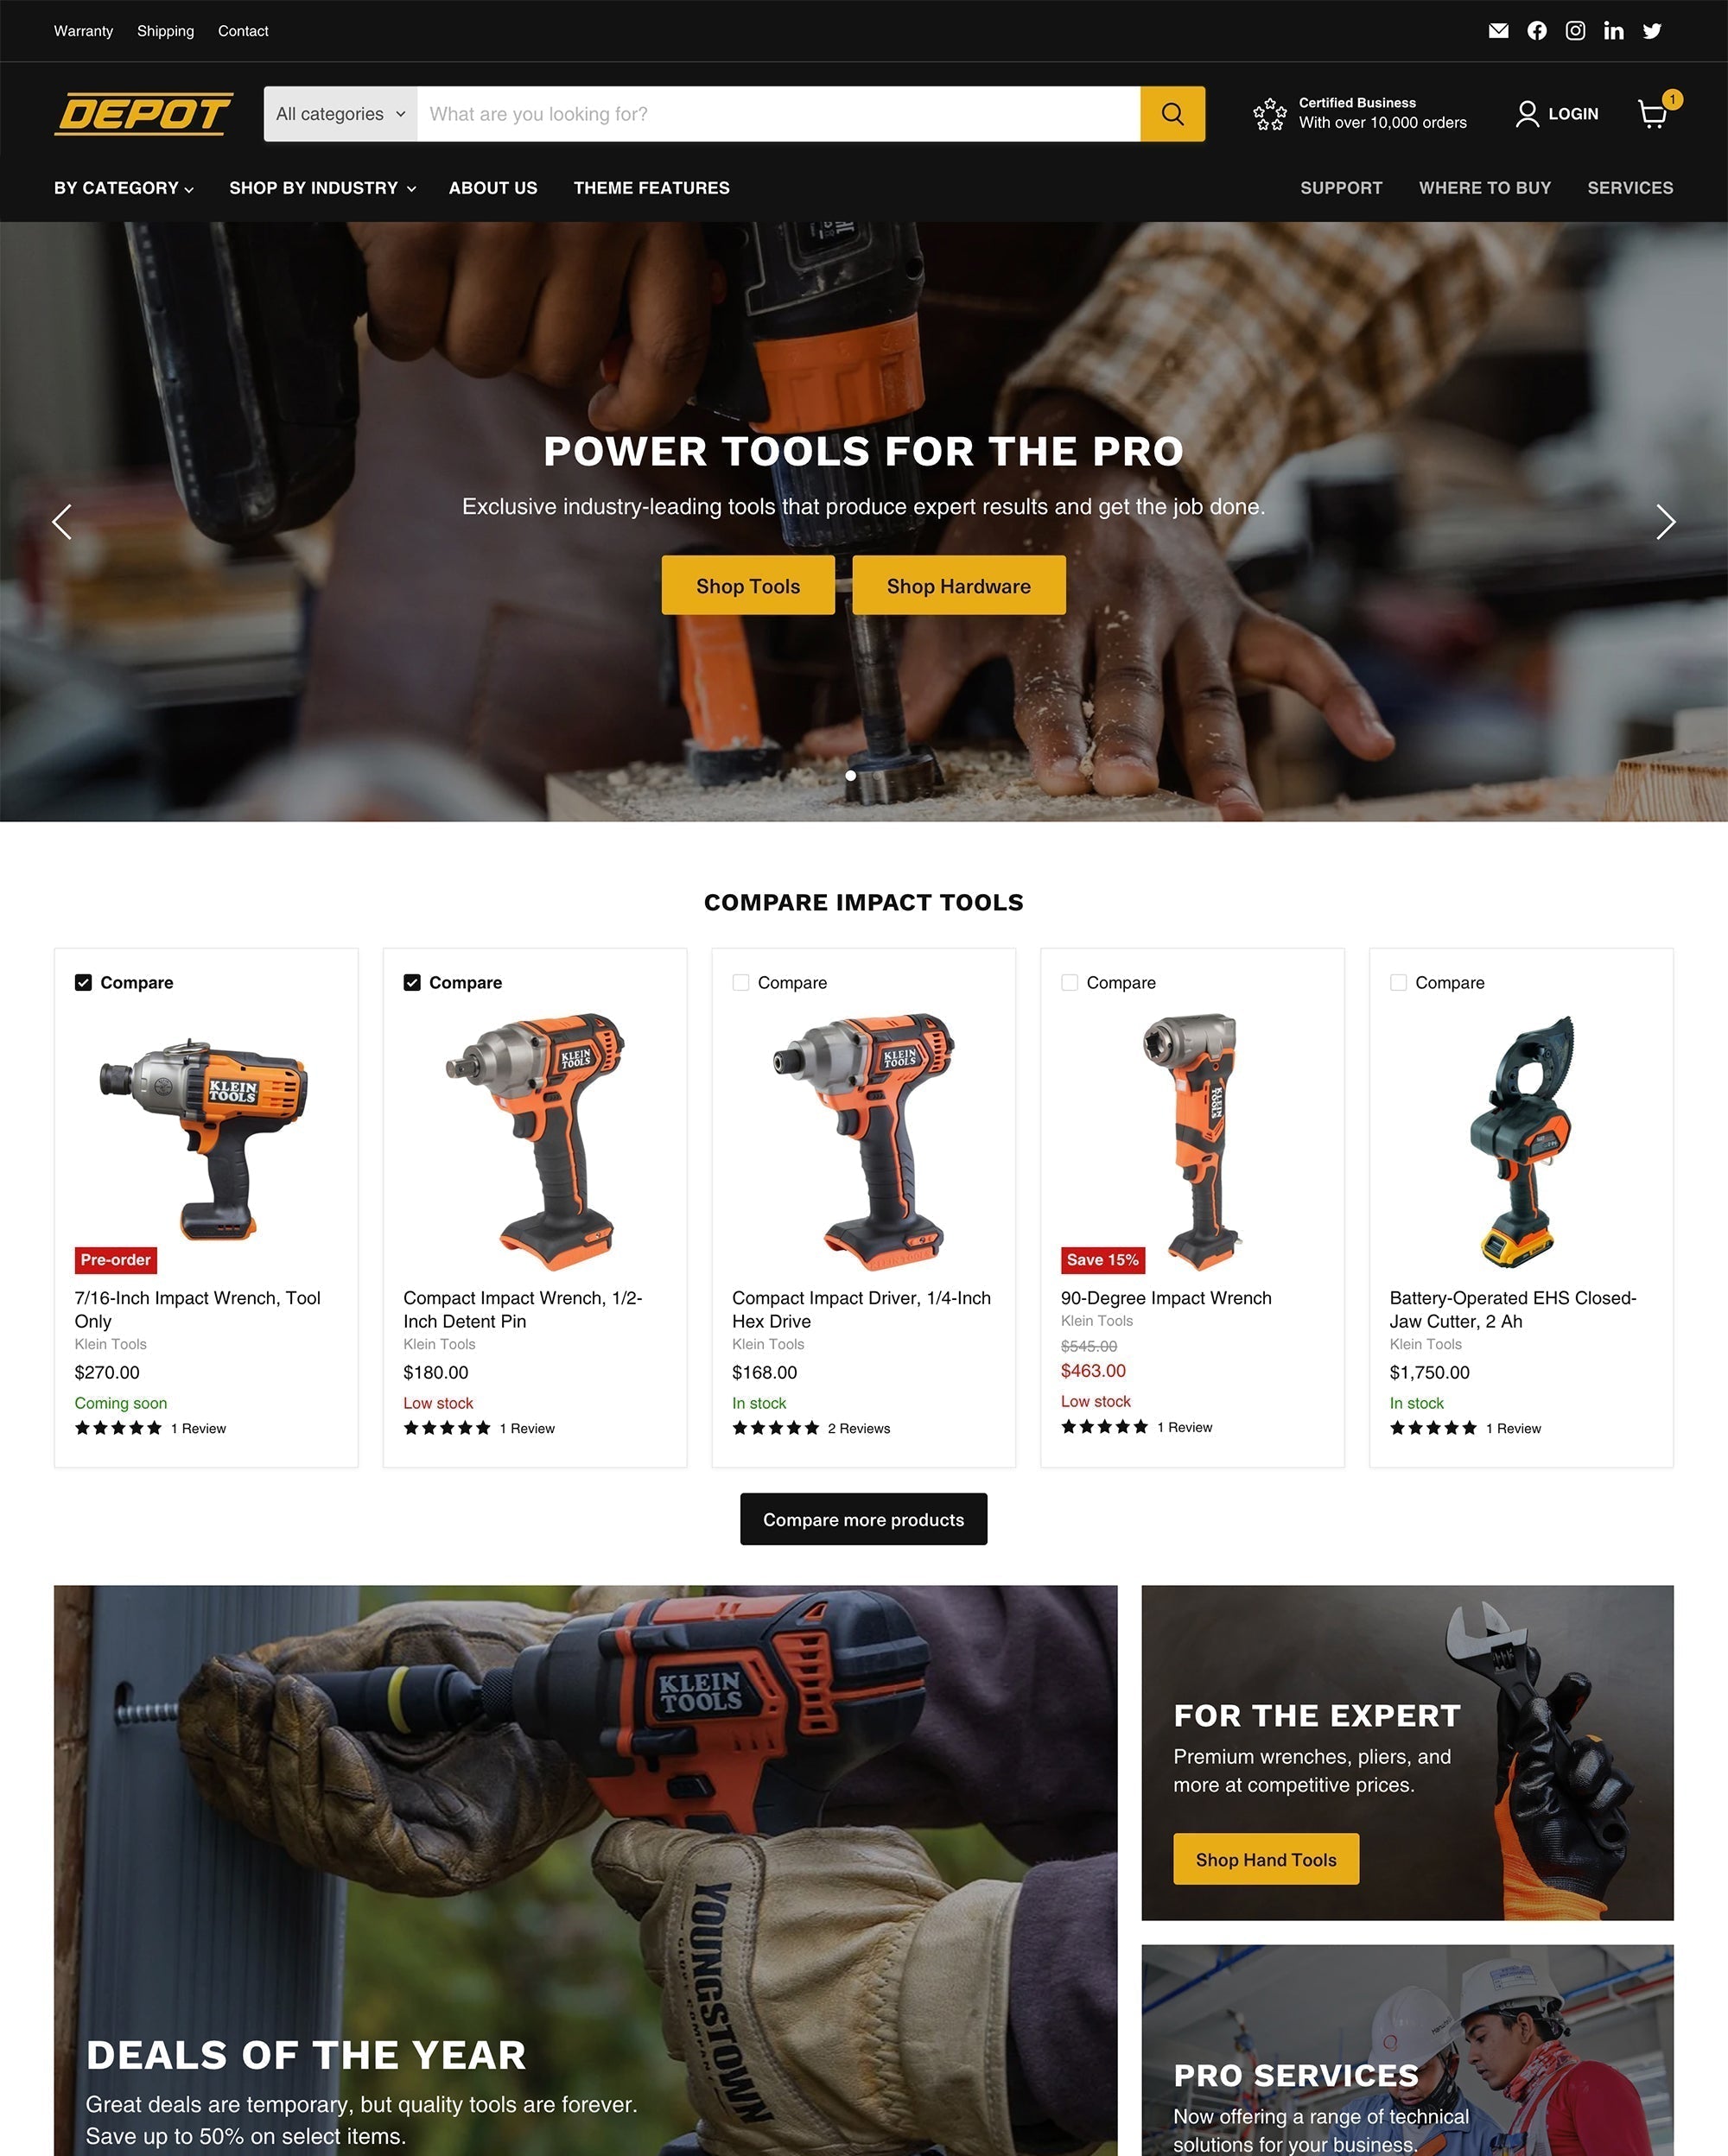 Warranty Shipping Contact
DEPOT
All categories
What are you looking for?
Certified Business
With over 10,000 orders
LOGIN
1
BY CATEGORY SHOP BY INDUSTRY ABOUT US THEME FEATURES
SUPPORT WHERE TO BUY SERVICES
POWER TOOLS FOR THE PRO
Exclusive industry-leading tools that produce expert results and get the job done.
Shop Tools
Shop Hardware
COMPARE IMPACT TOOLS
Compare
KLEIN
TOOLS
Pre-order
7/16-Inch Impact Wrench, Tool
Only
Klein Tools
$270.00
Coming soon
1 Review
Compare
KLEIN
TOOLS
Compact Impact Wrench, 1/2-
Inch Detent Pin
Klein Tools
$180.00
Low stock
1 Review
Compare
KLEIN
TOOLS
Compact Impact Driver, 1/4-Inch
Hex Drive
Klein Tools
$168.00
In stock
2 Reviews
Compare
KLEIN
TOOLS
Save 15%
90-Degree Impact Wrench
Klein Tools
$545.00
$463.00
Low stock
1 Review
Compare
Battery-Operated EHS Closed-
Jaw Cutter, 2 Ah
Klein Tools
$1,750.00
In stock
1 Review
Compare more products
KLEIN
TOOLS
YOUNGSTOWN
GLOVE COMPANY
DEALS OF THE YEAR
Great deals are temporary, but quality tools are forever.
Save up to 50% on select items.
FOR THE EXPERT
Premium wrenches, pliers, and
more at competitive prices.
Shop Hand Tools
PRO SERVICES
Now offering a range of technical
solutions for your business.